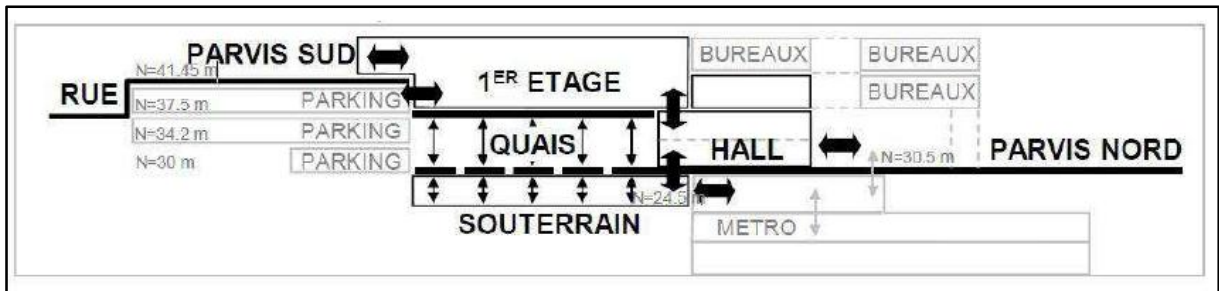 PARVIS SUD
BUREAUX
BUREAUX
N=41.45 m
1ER ETAGE
RUE
BUREAUX
N=37.5 m
PARKING
N=34.2 m
PARKING
QUAIS
HALL
N=30 m
PARKING
N=30.5 m
PARVIS NORD
N=24.5 m
SOUTERRAIN
METRO